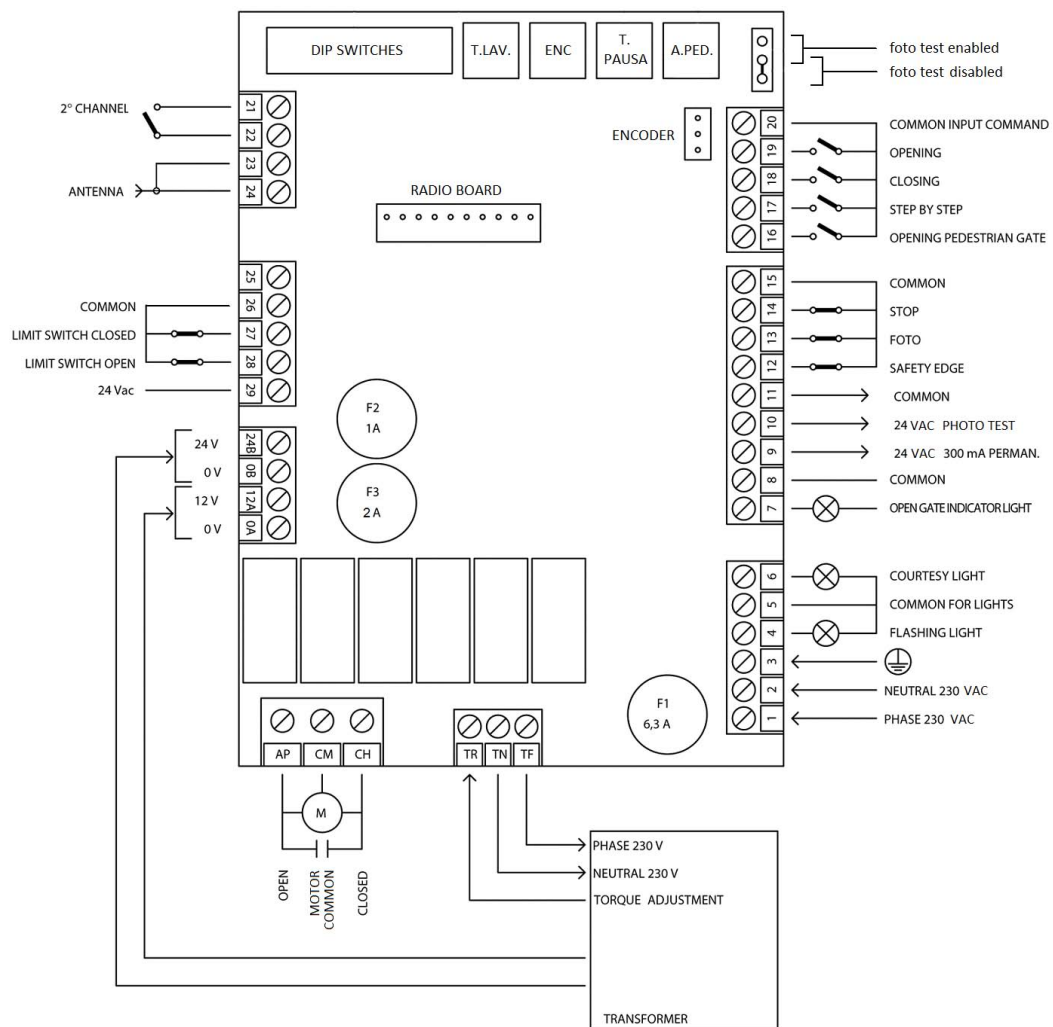 DIP SWITCHES
T.LAV.
ENC
T.
PAUSA
A.PED.
foto test enabled
foto test disabled
2° CHANNEL
21
22
23
24
ANTENNA
ENCODER
RADIO BOARD
20
19
18
17
16
COMMON INPUT COMMAND
OPENING
CLOSING
STEP BY STEP
OPENING PEDESTRIAN GATE
25
26
27
28
29
COMMON
LIMIT SWITCH CLOSED
LIMIT SWITCH OPEN
24 Vac
15
14
13
12
11
10
9
8
7
COMMON
STOP
FOTO
SAFETY EDGE
COMMON
24 VAC PHOTO TEST
24 VAC 300 mA PERMAN.
COMMON
OPEN GATE INDICATOR LIGHT
F2
1A
F3
2 A
24 V
0 V
12 V
0 V
24B
0B
12A
0A
6
5
4
3
2
1
COURTESY LIGHT
COMMON FOR LIGHTS
FLASHING LIGHT
NEUTRAL 230 VAC
PHASE 230 VAC
F1
6,3 A
AP
CM
CH
TR
TN
TF
M
OPEN
MOTOR
COMMON
CLOSED
PHASE 230 V
NEUTRAL 230 V
TORQUE ADJUSTMENT
TRANSFORMER